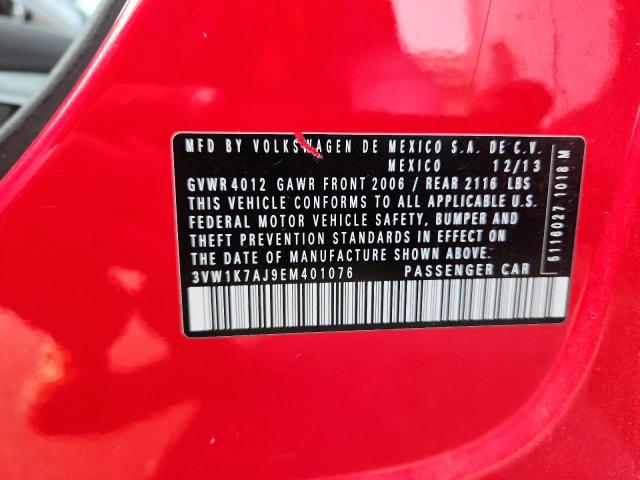 MFD BY VOLKSWAGEN DE MEXICO S.A. DE C.V.
MEXICO 12/13
GVWR 4012 GAWR FRONT 2006 / REAR 2116 LBS
THIS VEHICLE CONFORMS TO ALL APPLICABLE U.S.
FEDERAL MOTOR VEHICLE SAFETY, BUMPER AND
THEFT PREVENTION STANDARDS IN EFFECT ON
THE DATE OF MANUFACTURE SHOWN ABOVE
3VW1K7AJ9EM401076 PASSENGER CAR
6116027 1018 M